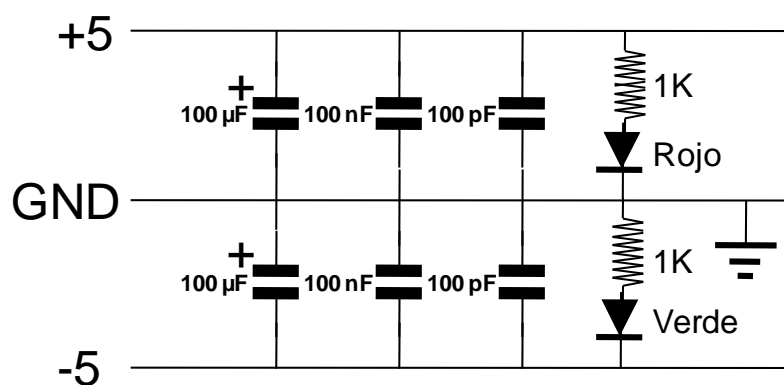 +5
+
100 µF 100 nF 100 pF
1K
Rojo
GND
+
100 µF 100 nF 100 pF
1K
Verde
-5